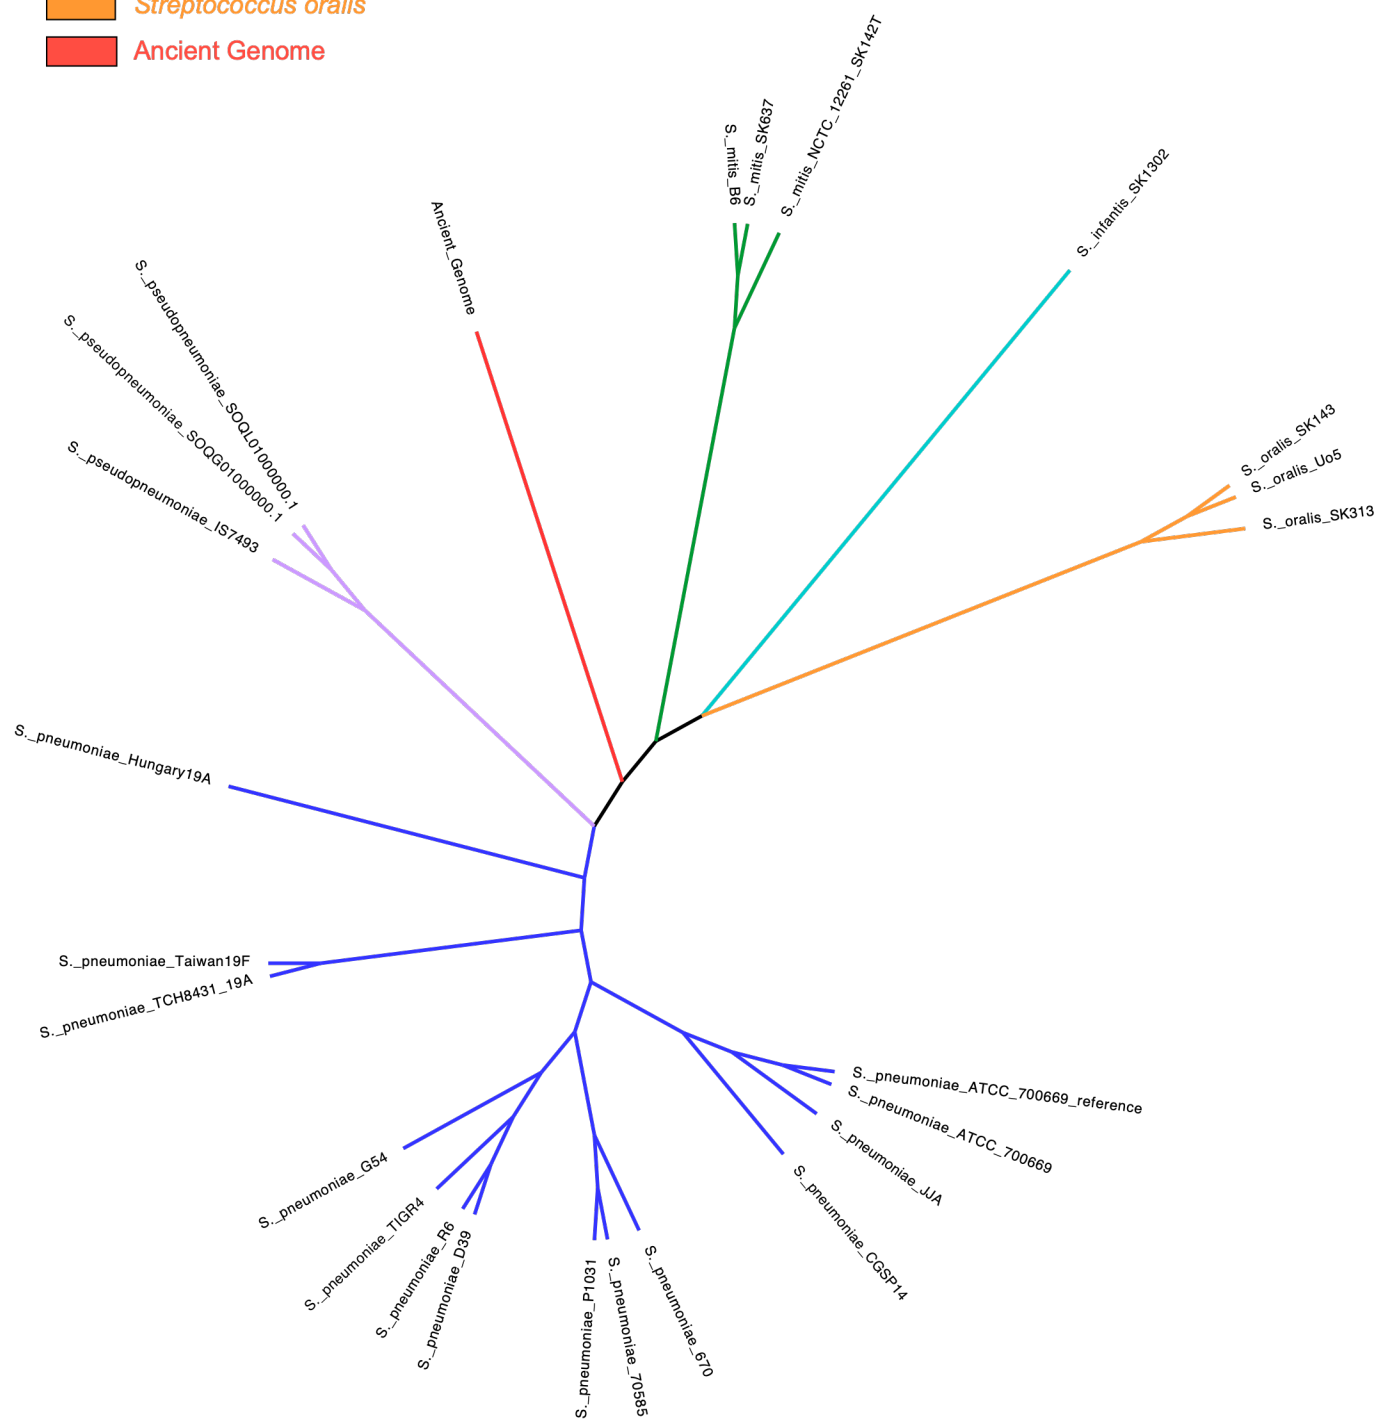 Streptococcus oralis
Ancient Genome
S._mitis_NCTC_12261_SK142T
S._mitis_SK637
S._mitis_B6
S._infantis_SK1302
Ancient_Genome
S._pseudopneumoniae_SOQL01000000.1
S._pseudopneumoniae_SOQG01000000.1
S._pseudopneumoniae_IS7493
S._oralis_SK143
S._oralis_Uo5
S._oralis_SK313
S._pneumoniae_Hungary19A
S._pneumoniae_Taiwan19F
S._pneumoniae_TCH8431_19A
S._pneumoniae_ATCC_700669_reference
S._pneumoniae_ATCC_700669
S._pneumoniae_JJA
S._pneumoniae_CGSP14
S._pneumoniae_G54
S._pneumoniae_TIGR4
S._pneumoniae_R6
S._pneumoniae_D39
S._pneumoniae_P1031
S._pneumoniae_70585
S._pneumoniae_670